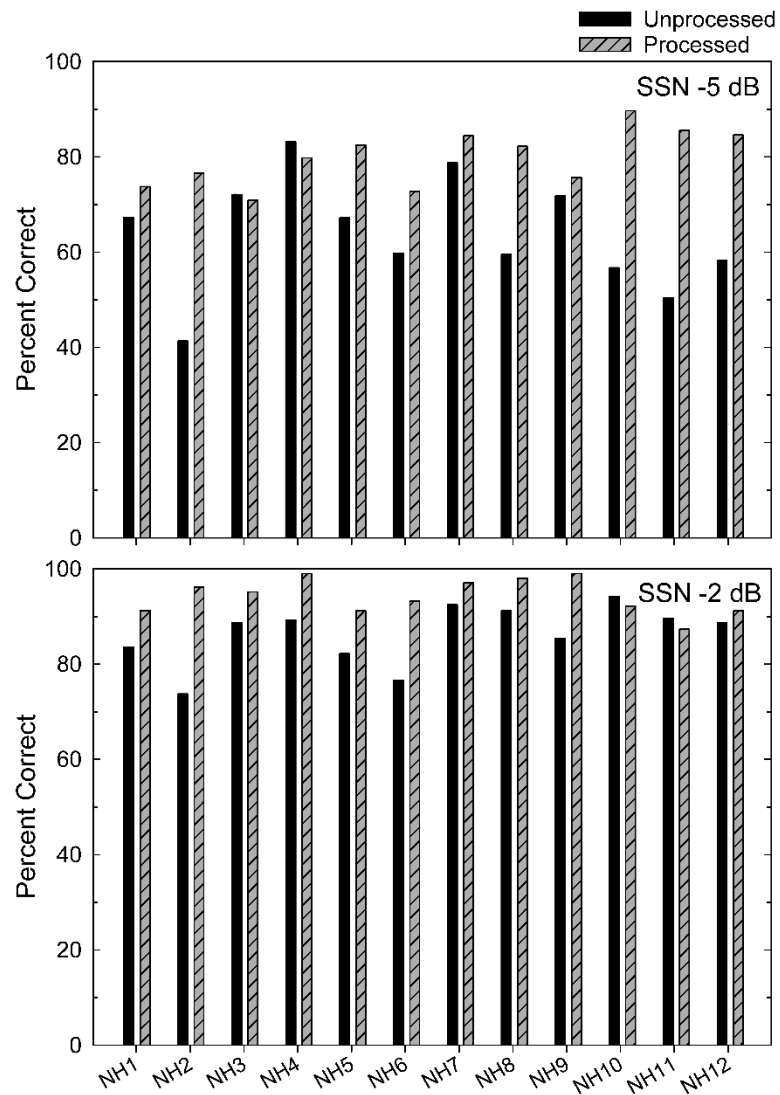 Unprocessed
Processed
SSN -5 dB
Percent Correct
100
80
60
40
20
0
SSN -2 dB
Percent Correct
100
80
60
40
20
0
NH1 NH2 NH3 NH4 NH5 NH6 NH7 NH8 NH9 NH10 NH11 NH12